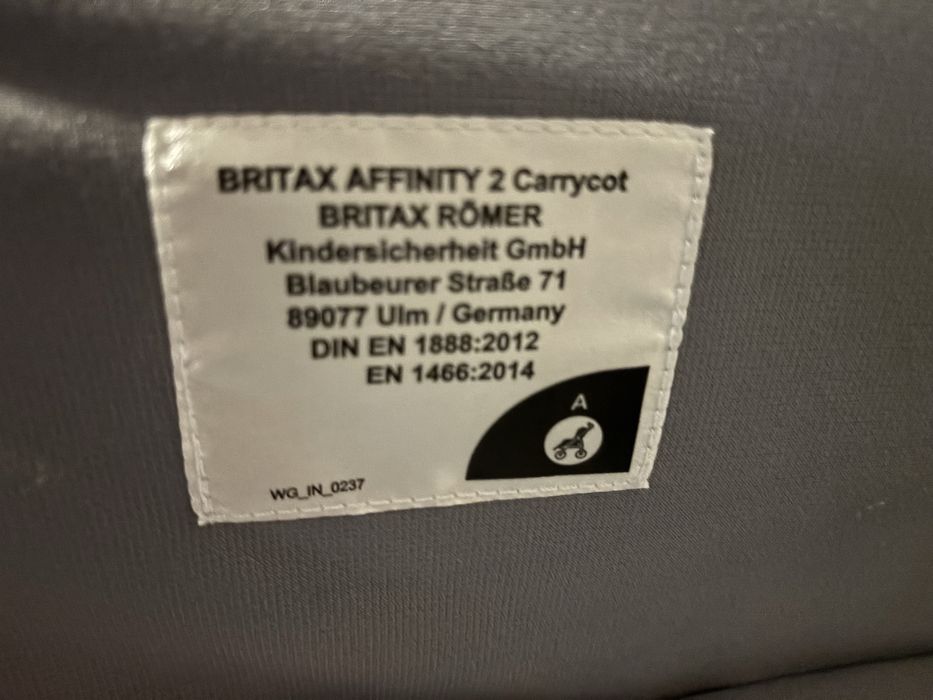 BRITAX AFFINITY 2 Carrycot
BRITAX RÖMER
Kindersicherheit GmbH
Blaubeurer Straße 71
89077 Ulm / Germany
DIN EN 1888:2012
EN 1466:2014
A
WG_IN_0237